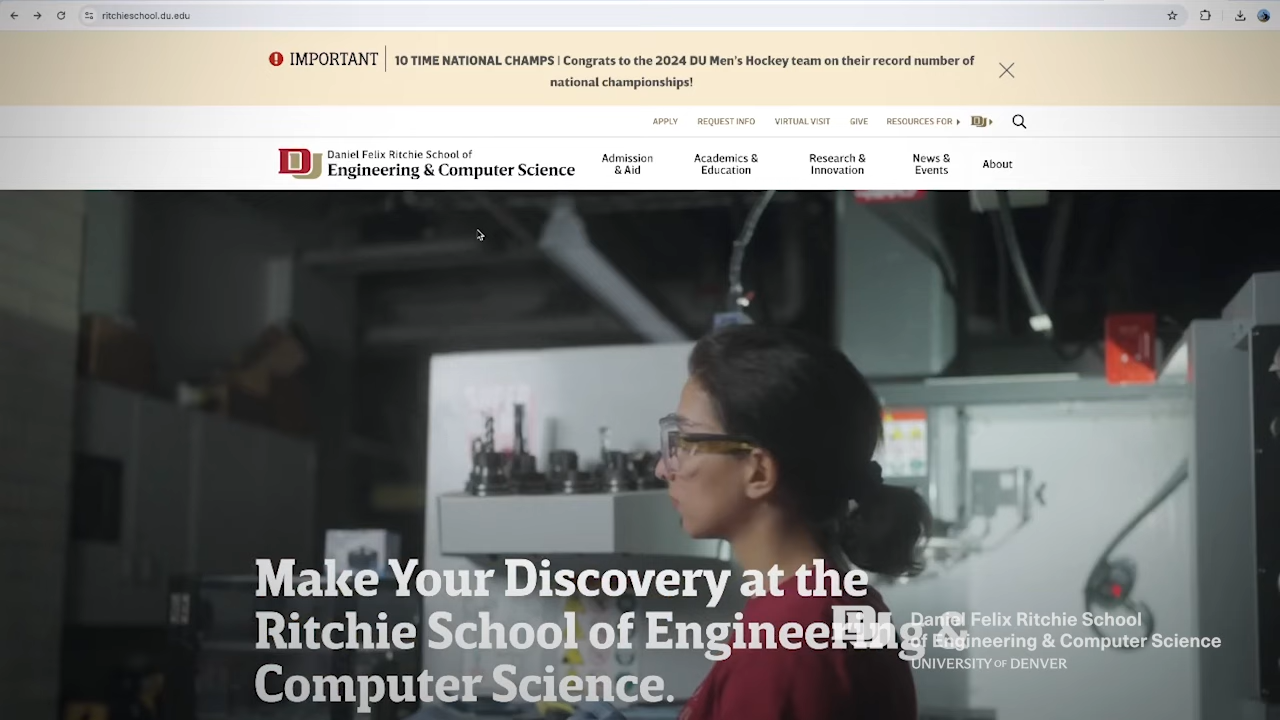 ritchieschool.du.edu
IMPORTANT
10 TIME NATIONAL CHAMPS | Congrats to the 2024 DU Men's Hockey team on their record number of
national championships!
APPLY REQUEST INFO VIRTUAL VISIT GIVE RESOURCES FOR DU
DU
Daniel Felix Ritchie School of
Engineering & Computer Science
Admission
& Aid
Academics &
Education
Research &
Innovation
News &
Events
About
Make Your Discovery at the
Ritchie School of Engineering &
Computer Science.
DU
Daniel Felix Ritchie School
of Engineering & Computer Science
UNIVERSITY OF DENVER